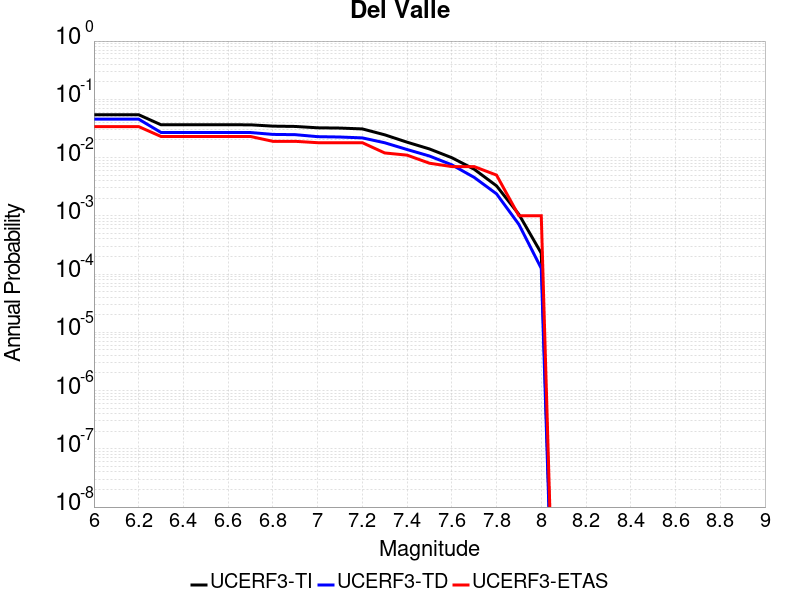 Del Valle
10^0
10^-1
10^-2
10^-3
10^-4
10^-5
10^-6
10^-7
10^-8
Annual Probability
6 6.2 6.4 6.6 6.8 7 7.2 7.4 7.6 7.8 8 8.2 8.4 8.6 8.8 9
Magnitude
UCERF3-TI UCERF3-TD UCERF3-ETAS